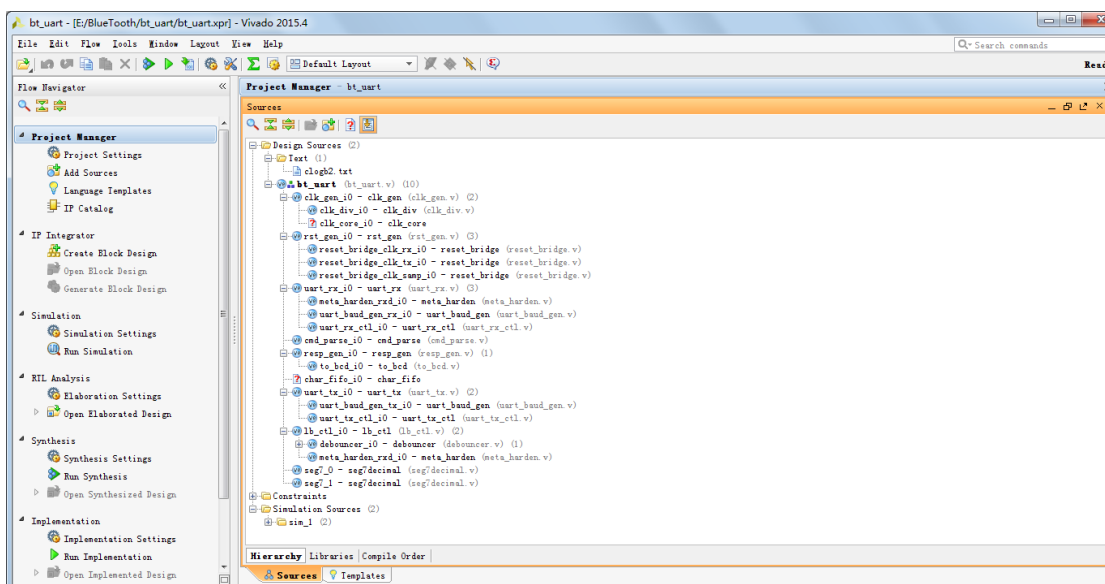 bt_uart - [E:/BlueTooth/bt_uart/bt_uart.xpr] - Vivado 2015.4
File Edit Flow Tools Window Layout View Help
Search commands
Default Layout
Read
Flow Navigator
Project Manager
Project Settings
Add Sources
Language Templates
IP Catalog
IP Integrator
Create Block Design
Open Block Design
Generate Block Design
Simulation
Simulation Settings
Run Simulation
RTL Analysis
Elaboration Settings
Open Elaborated Design
Synthesis
Synthesis Settings
Run Synthesis
Open Synthesized Design
Implementation
Implementation Settings
Run Implementation
Open Implemented Design
Project Manager - bt_uart
Sources
Design Sources (2)
Text (1)
clogb2.txt
bt_uart (bt_uart.v) (10)
clk_gen_i0 - clk_gen (clk_gen.v) (2)
clk_div_i0 - clk_div (clk_div.v)
clk_core_i0 - clk_core
rst_gen_i0 - rst_gen (rst_gen.v) (3)
reset_bridge_clk_rx_i0 - reset_bridge (reset_bridge.v)
reset_bridge_clk_tx_i0 - reset_bridge (reset_bridge.v)
reset_bridge_clk_samp_i0 - reset_bridge (reset_bridge.v)
uart_rx_i0 - uart_rx (uart_rx.v) (3)
meta_harden_rxd_i0 - meta_harden (meta_harden.v)
uart_baud_gen_rx_i0 - uart_baud_gen (uart_baud_gen.v)
uart_rx_ctl_i0 - uart_rx_ctl (uart_rx_ctl.v)
cmd_parse_i0 - cmd_parse (cmd_parse.v)
resp_gen_i0 - resp_gen (resp_gen.v) (1)
to_bcd_i0 - to_bcd (to_bcd.v)
char_fifo_i0 - char_fifo
uart_tx_i0 - uart_tx (uart_tx.v) (2)
uart_baud_gen_tx_i0 - uart_baud_gen (uart_baud_gen.v)
uart_tx_ctl_i0 - uart_tx_ctl (uart_tx_ctl.v)
lb_ctl_i0 - lb_ctl (lb_ctl.v) (2)
debouncer_i0 - debouncer (debouncer.v) (1)
meta_harden_rxd_i0 - meta_harden (meta_harden.v)
seg7_0 - seg7decimal (seg7decimal.v)
seg7_1 - seg7decimal (seg7decimal.v)
Constraints
Simulation Sources (2)
sim_1 (2)
Hierarchy Libraries Compile Order
Sources Templates